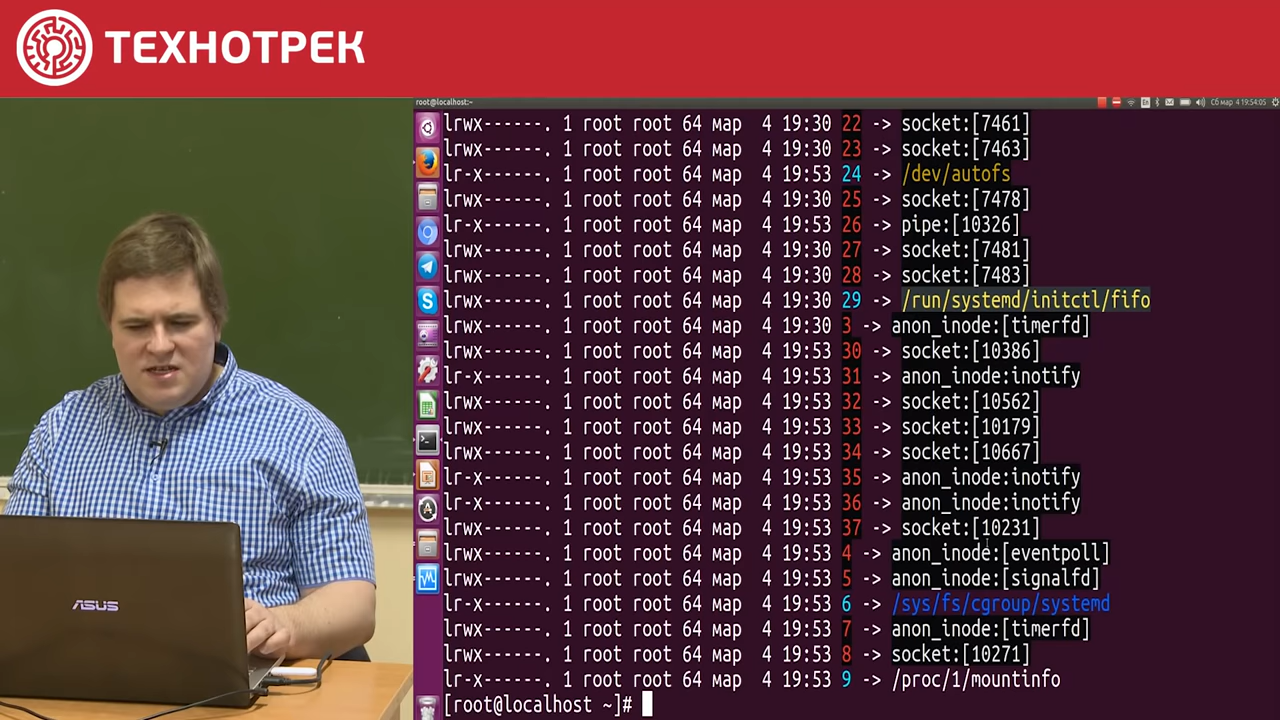 ТЕХНОТРЕК
root@localhost:~
En
Сб мар 4 19:54:05
lrwx------. 1 root root 64 мар  4 19:30 22 -> socket:[7461]
lrwx------. 1 root root 64 мар  4 19:30 23 -> socket:[7463]
lr-x------. 1 root root 64 мар  4 19:53 24 -> /dev/autofs
lrwx------. 1 root root 64 мар  4 19:30 25 -> socket:[7478]
lr-x------. 1 root root 64 мар  4 19:53 26 -> pipe:[10326]
lrwx------. 1 root root 64 мар  4 19:30 27 -> socket:[7481]
lrwx------. 1 root root 64 мар  4 19:30 28 -> socket:[7483]
lrwx------. 1 root root 64 мар  4 19:30 29 -> /run/systemd/initctl/fifo
lrwx------. 1 root root 64 мар  4 19:30 3 -> anon_inode:[timerfd]
lrwx------. 1 root root 64 мар  4 19:53 30 -> socket:[10386]
lr-x------. 1 root root 64 мар  4 19:53 31 -> anon_inode:inotify
lrwx------. 1 root root 64 мар  4 19:53 32 -> socket:[10562]
lrwx------. 1 root root 64 мар  4 19:53 33 -> socket:[10179]
lrwx------. 1 root root 64 мар  4 19:53 34 -> socket:[10667]
lr-x------. 1 root root 64 мар  4 19:53 35 -> anon_inode:inotify
lr-x------. 1 root root 64 мар  4 19:53 36 -> anon_inode:inotify
lrwx------. 1 root root 64 мар  4 19:53 37 -> socket:[10231]
lrwx------. 1 root root 64 мар  4 19:53 4 -> anon_inode:[eventpoll]
lrwx------. 1 root root 64 мар  4 19:53 5 -> anon_inode:[signalfd]
lr-x------. 1 root root 64 мар  4 19:53 6 -> /sys/fs/cgroup/systemd
lrwx------. 1 root root 64 мар  4 19:53 7 -> anon_inode:[timerfd]
lrwx------. 1 root root 64 мар  4 19:53 8 -> socket:[10271]
lr-x------. 1 root root 64 мар  4 19:53 9 -> /proc/1/mountinfo
[root@localhost ~]#
ASUS